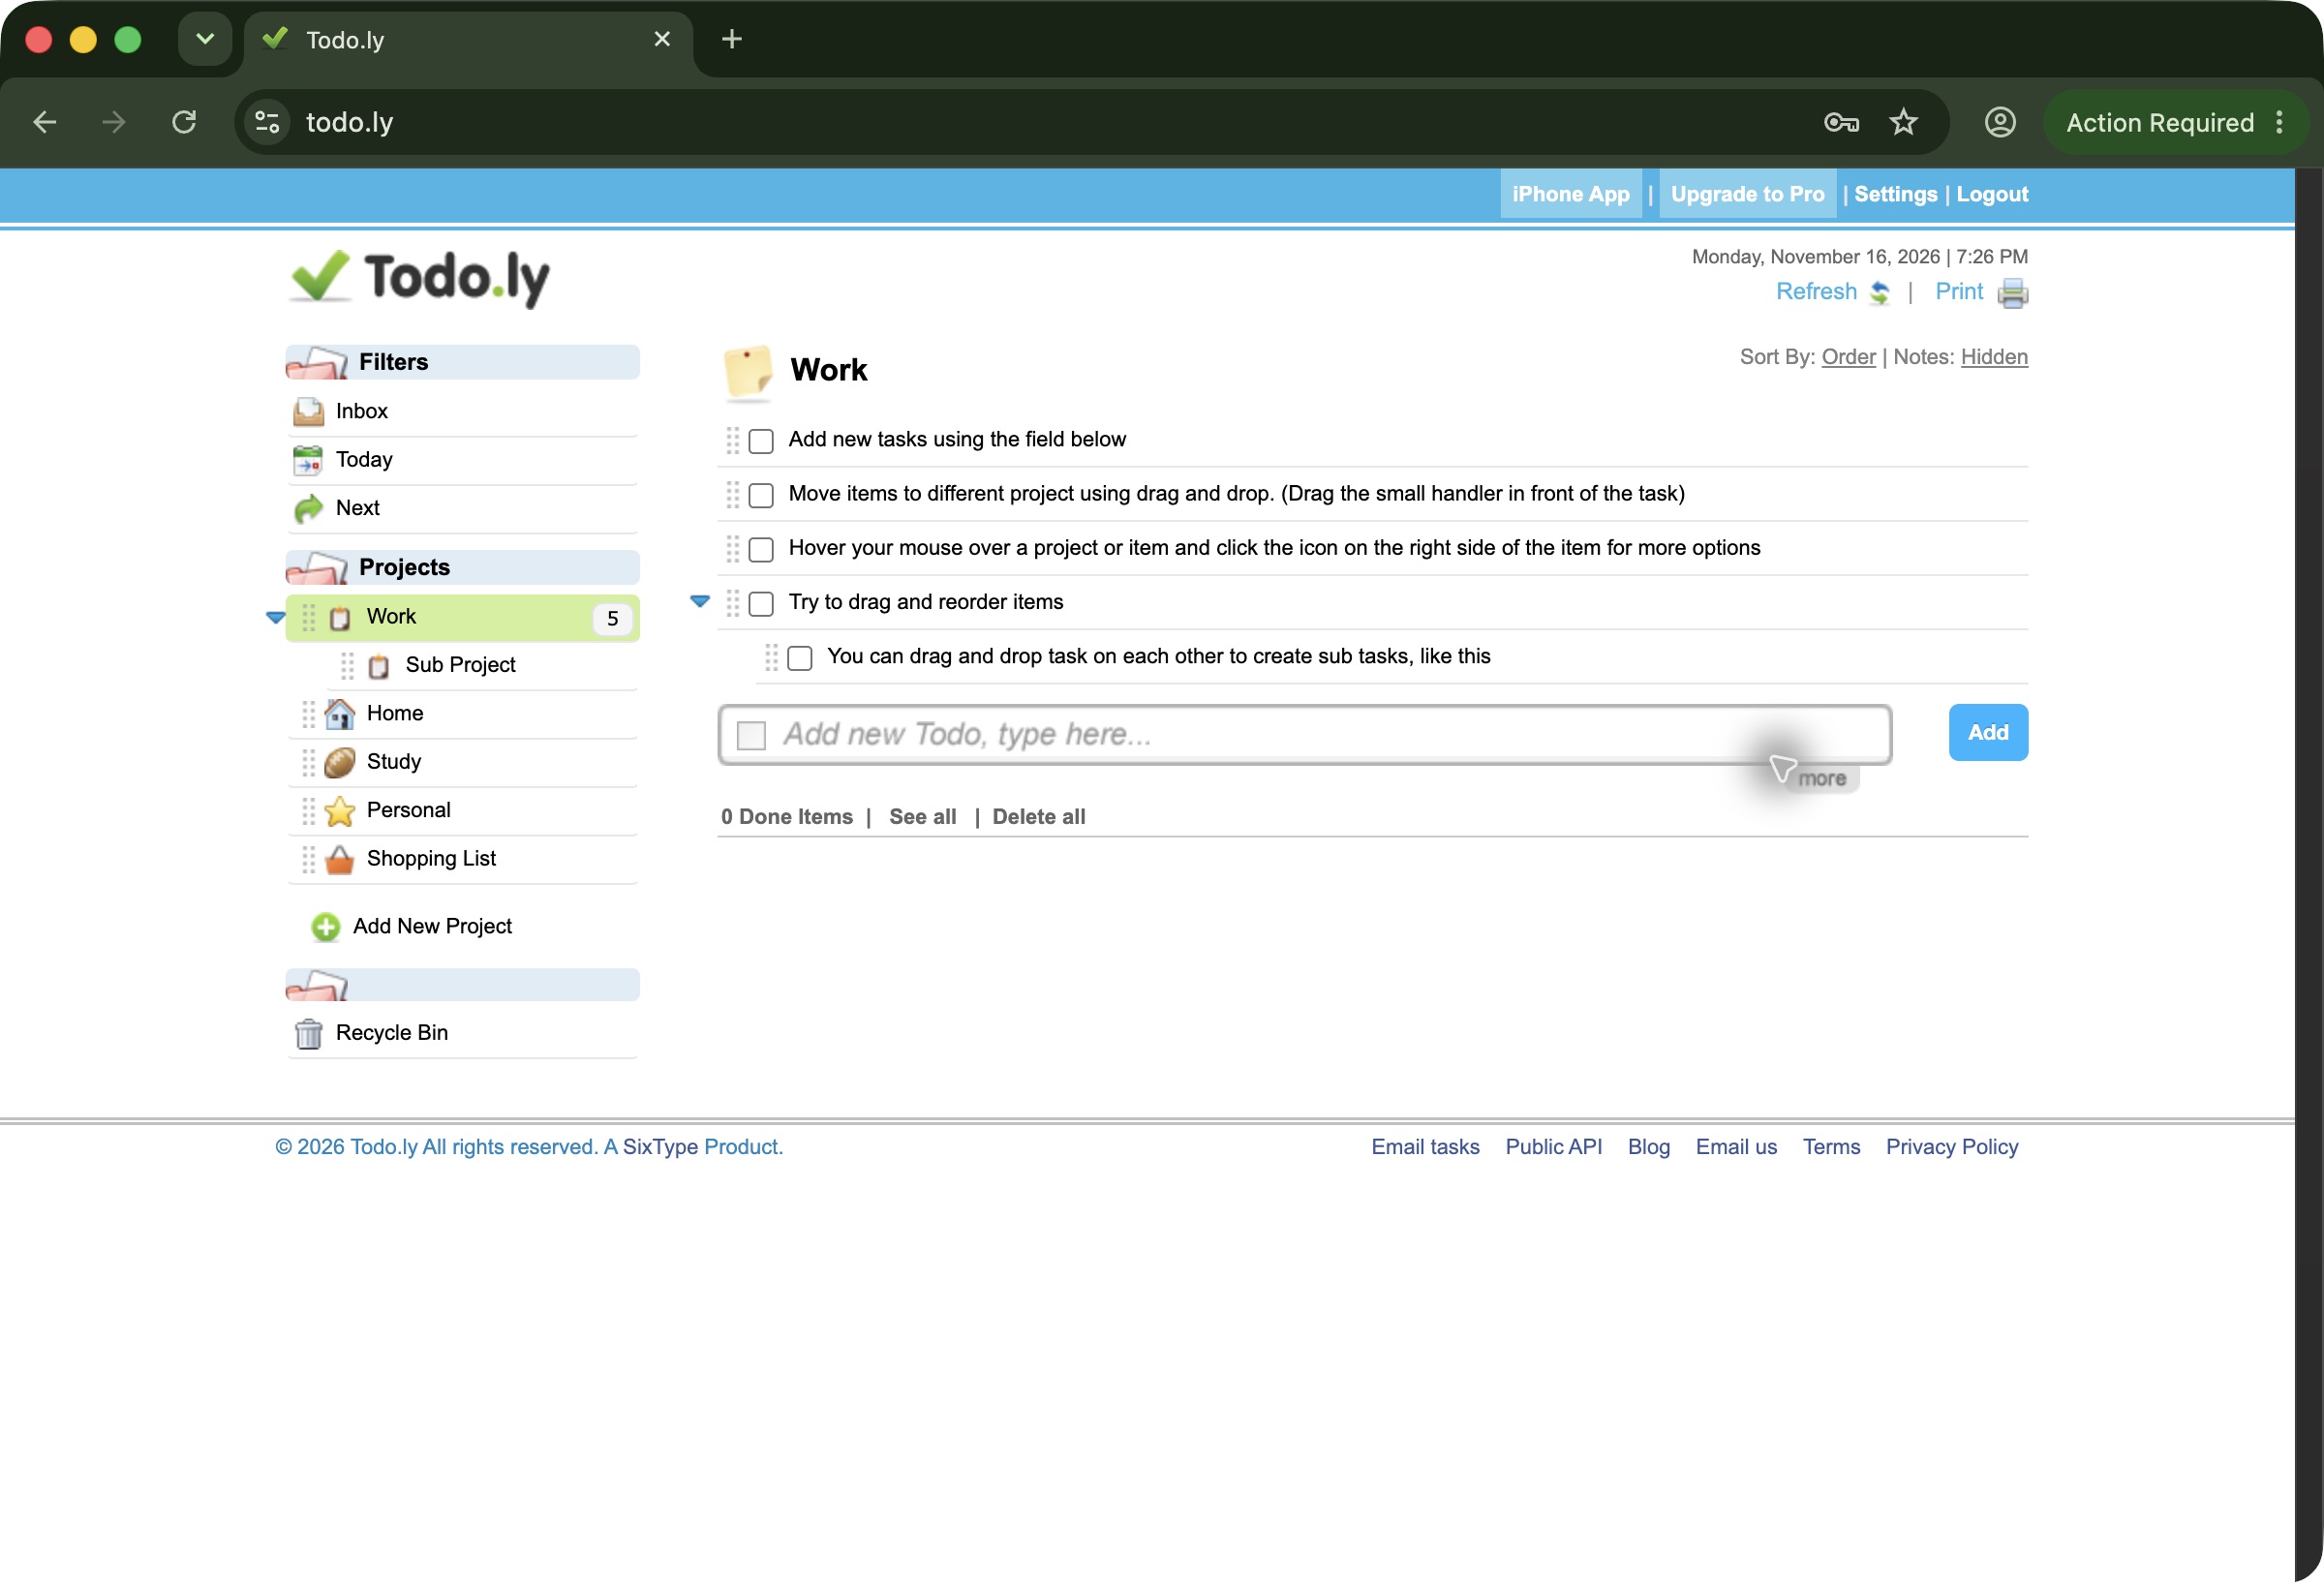 Todo.ly
todo.ly
Action Required
iPhone App | Upgrade to Pro | Settings | Logout
Todo.ly
Monday, November 16, 2026 | 7:26 PM
Refresh | Print
Filters
Inbox
Today
Next
Projects
Work 5
Sub Project
Home
Study
Personal
Shopping List
Add New Project
Recycle Bin
Work
Sort By: Order | Notes: Hidden
Add new tasks using the field below
Move items to different project using drag and drop. (Drag the small handler in front of the task)
Hover your mouse over a project or item and click the icon on the right side of the item for more options
Try to drag and reorder items
You can drag and drop task on each other to create sub tasks, like this
Add new Todo, type here...
Add
more
0 Done Items | See all | Delete all
© 2026 Todo.ly All rights reserved. A SixType Product.
Email tasks Public API Blog Email us Terms Privacy Policy